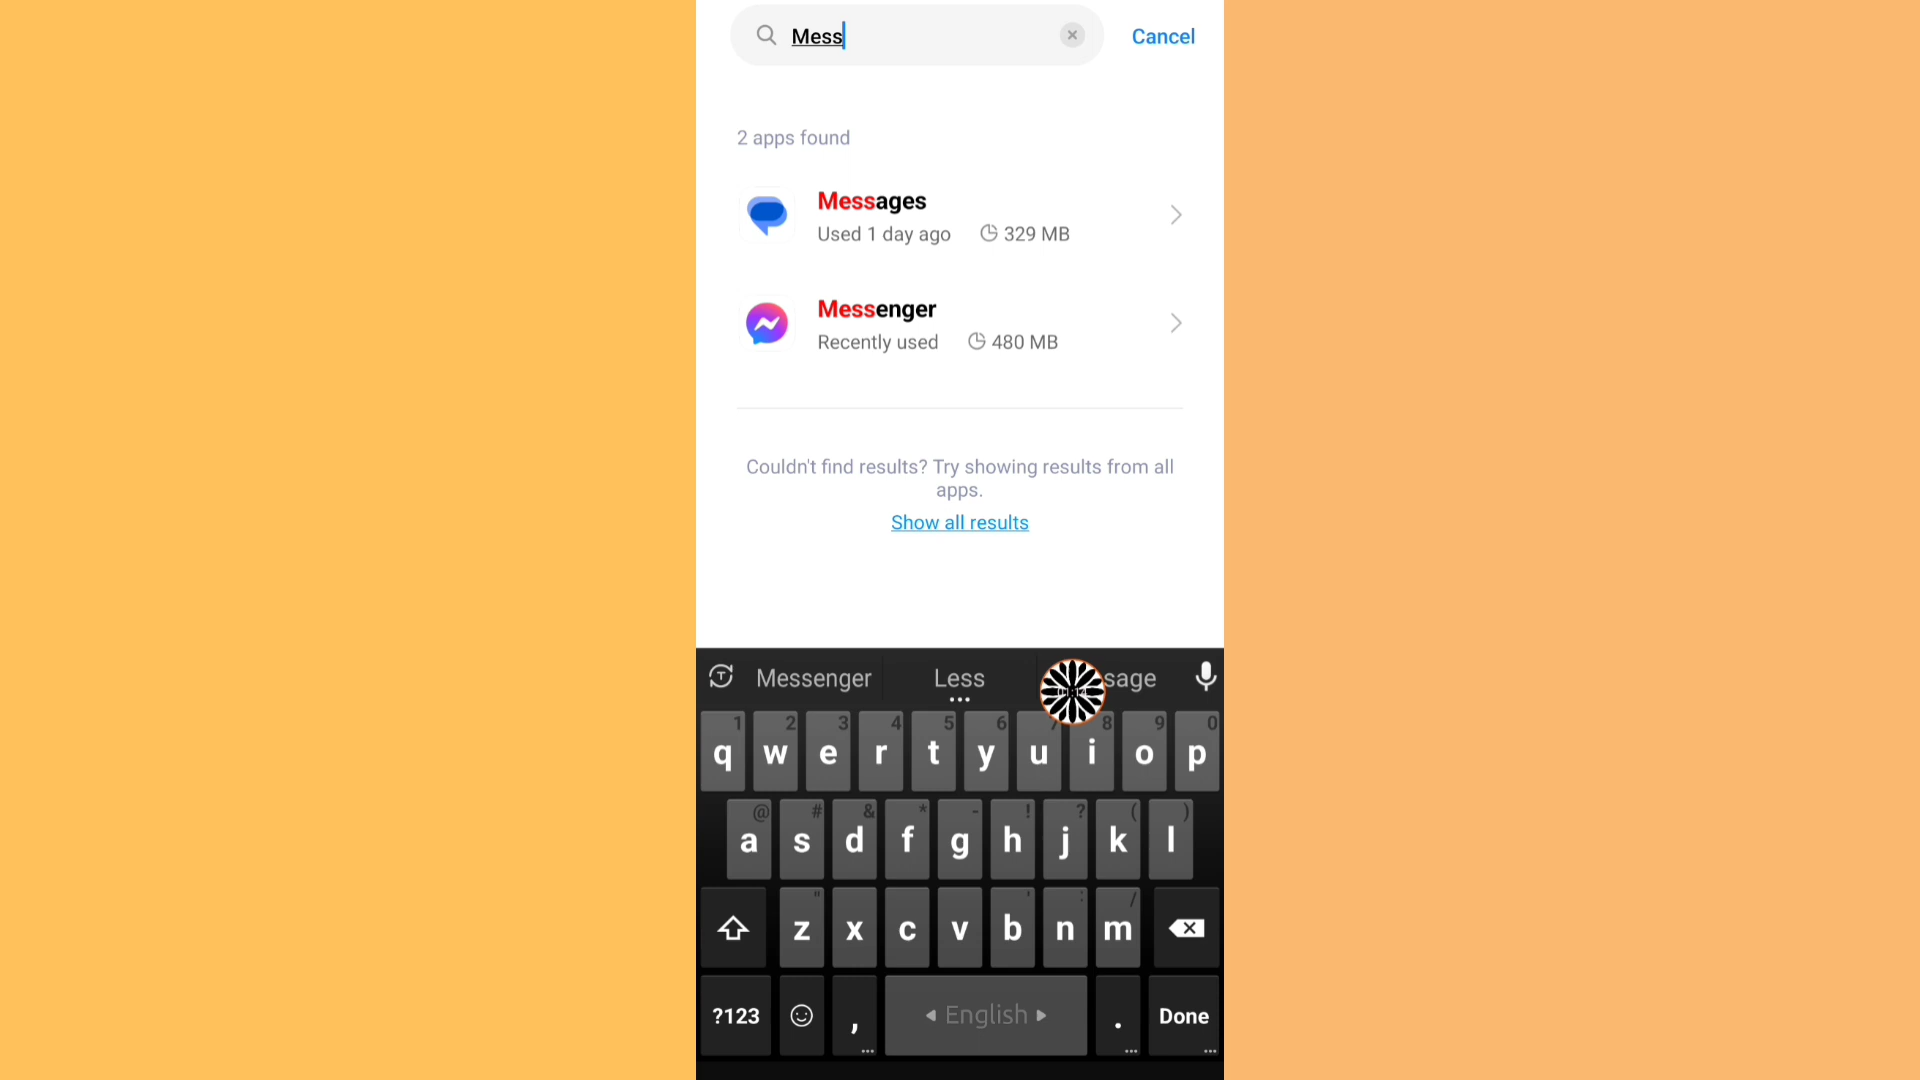 Mess
Cancel
2 apps found
Messages
Used 1 day ago 329 MB
Messenger
Recently used 480 MB
Couldn't find results? Try showing results from all
apps.
Show all results
Messenger Less sage
1 2 3 4 5 6 7 8 9 0
q w e r t y u i o p
@ # & * - ! ? ( )
a s d f g h j k l
" ' : /
z x c v b n m
?123 , ◂ English ▸ . Done